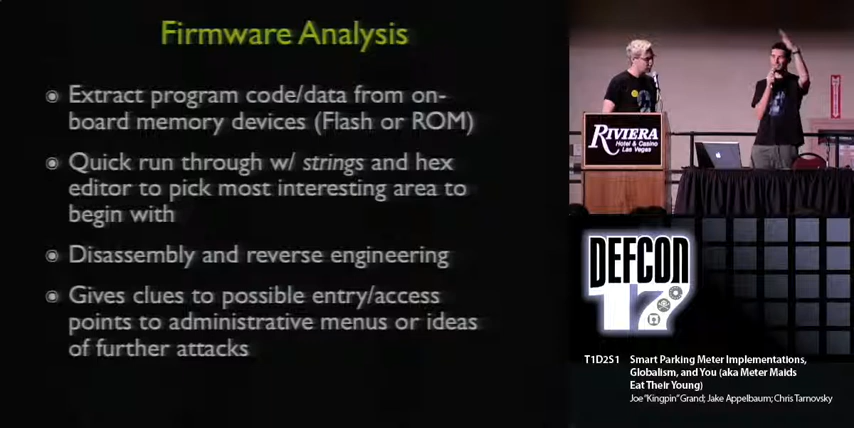 Firmware Analysis
Extract program code/data from on-
board memory devices (Flash or ROM)
Quick run through w/ strings and hex
editor to pick most interesting area to
begin with
Disassembly and reverse engineering
Gives clues to possible entry/access
points to administrative menus or ideas
of further attacks
RIVIERA
Hotel & Casino
Las Vegas
DEFCON
17
T1D2S1 Smart Parking Meter Implementations,
Globalism, and You (aka Meter Maids
Eat Their Young)
Joe "Kingpin" Grand; Jake Appelbaum; Chris Tarnovsky